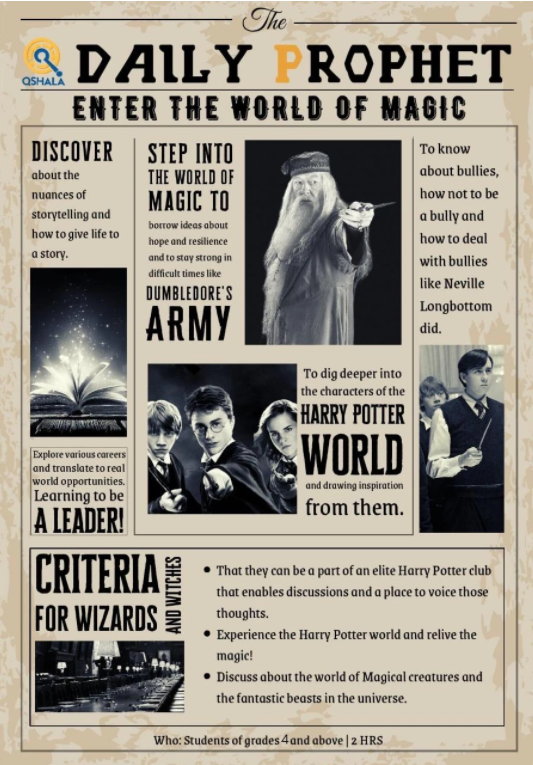 The
QSHALA
DAILY PROPHET
ENTER THE WORLD OF MAGIC
DISCOVER
about the
nuances of
storytelling and
how to give life to
a story.
Explore various careers
and translate to real
world opportunities.
Learning to be
A LEADER!
STEP INTO
THE WORLD OF
MAGIC TO
borrow ideas about
hope and resilience
and to stay strong in
difficult times like
DUMBLEDORE'S
ARMY
To dig deeper into
the characters of the
HARRY POTTER
WORLD
and drawing inspiration
from them.
To know
about bullies,
how not to be
a bully and
how to deal
with bullies
like Neville
Longbottom
did.
CRITERIA
FOR WIZARDS
AND WITCHES
• That they can be a part of an elite Harry Potter club
that enables discussions and a place to voice those
thoughts.
• Experience the Harry Potter world and relive the
magic!
• Discuss about the world of Magical creatures and
the fantastic beasts in the universe.
Who: Students of grades 4 and above | 2 HRS